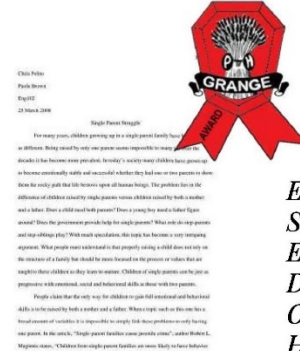 Chris Polito
Paula Brown
Eng102
25 March 2008
Single Parent Struggle
For many years, children growing up in a single parent family have
as different. Being raised by only one parent seems impossible to many
decades it has become more prevalent. In today's society many children have grown up
to become emotionally stable and successful whether they had one or two parents to show
them the rocky path that life bestows upon all human beings. The problem lies in the
difference of children raised by single parents versus children raised by both a mother
and a father. Does a child need both parents? Does a young boy need a father figure
around? Does the government provide help for single parents? What role do step-parents
and step-siblings play? With much speculation, this topic has become a very intriguing
argument. What people must understand is that properly raising a child does not rely on
the structure of a family but should be more focused on the process or values that are
taught to these children as they learn to mature. Children of single parents can be just as
progressive with emotional, social and behavioral skills as those with two parents.
People claim that the only way for children to gain full emotional and behavioral
skills is to be raised by both a mother and a father. When a topic such as this one has a
broad amount of variables it is impossible to simply link these problems to only having
one parent. In the article, "Single parent families cause juvenile crime", author Robert L.
Maginnis states, "Children from single-parent families are more likely to have behavior
P H
GRANGE
AWARD
E
S
E
D
C
H